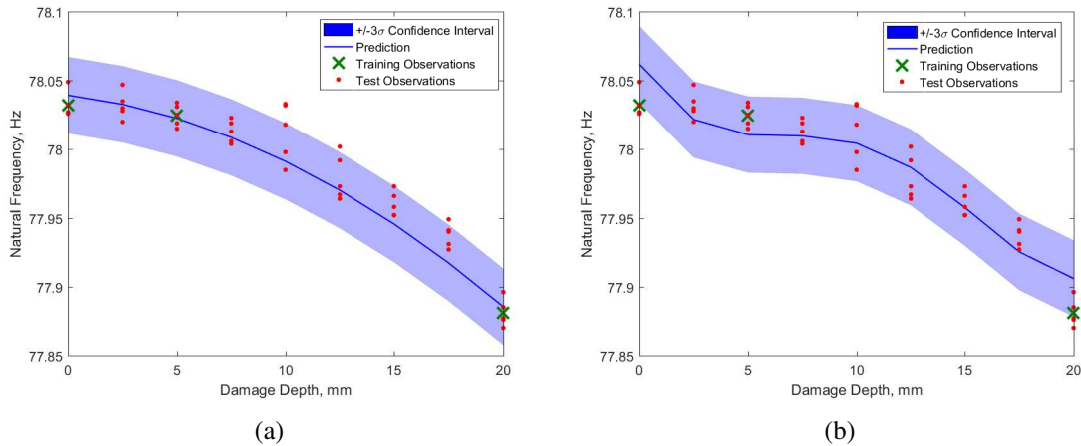 78.1
78.05
78
77.95
77.9
77.85
Natural Frequency, Hz
+/-3σ Confidence Interval
Prediction
Training Observations
Test Observations
0 5 10 15 20
Damage Depth, mm
(a)
78.1
78.05
78
77.95
77.9
77.85
Natural Frequency, Hz
+/-3σ Confidence Interval
Prediction
Training Observations
Test Observations
0 5 10 15 20
Damage Depth, mm
(b)